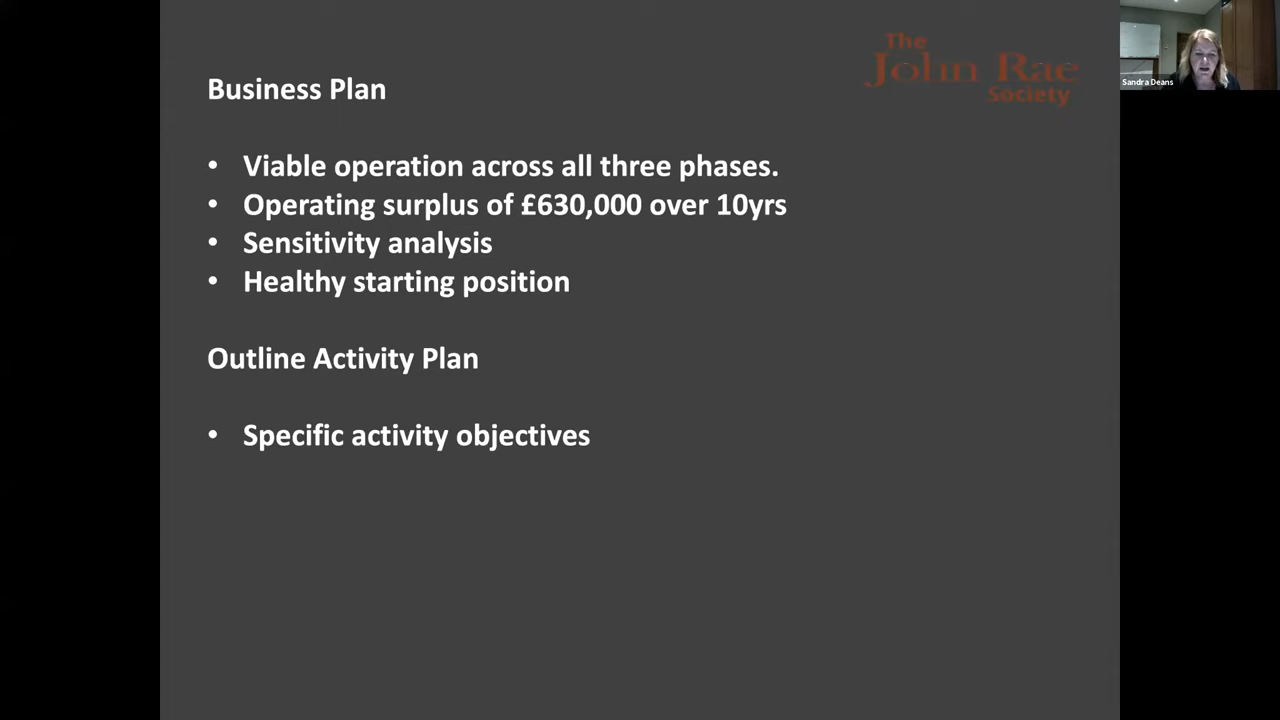 The
John Rae
Society
Sandra Deans
Business Plan
• Viable operation across all three phases.
• Operating surplus of £630,000 over 10yrs
• Sensitivity analysis
• Healthy starting position
Outline Activity Plan
• Specific activity objectives